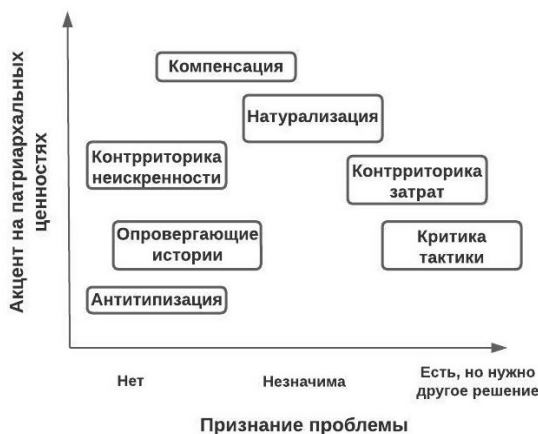 Акцент на патриархальных
ценностях
Компенсация
Натурализация
Контрриторика
неискренности
Контрриторика
затрат
Опровергающие
истории
Критика
тактики
Антитипизация
Нет
Незначима
Есть, но нужно
другое решение
Признание проблемы